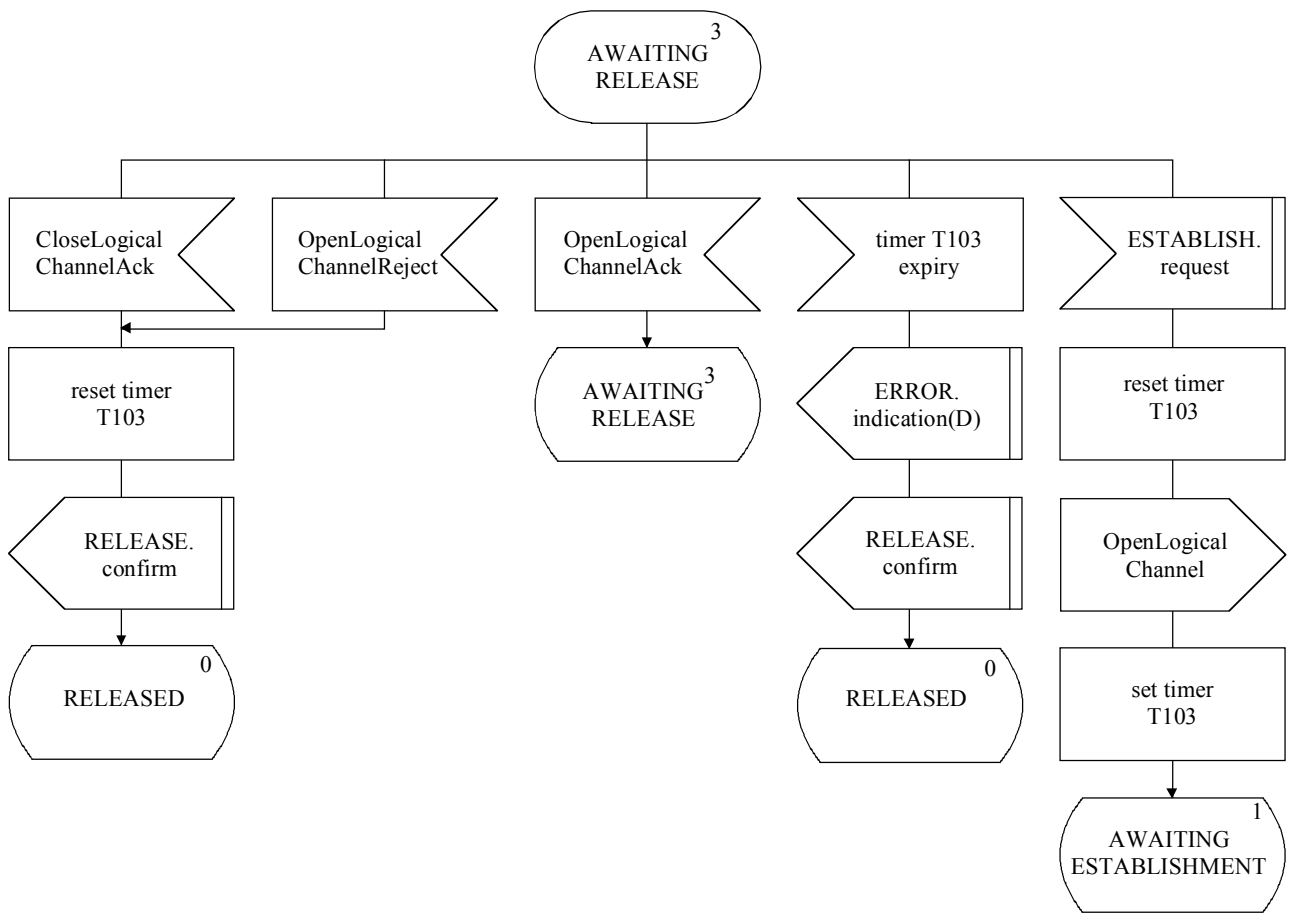 3
AWAITING
RELEASE
CloseLogical
ChannelAck
OpenLogical
ChannelReject
OpenLogical
ChannelAck
timer T103
expiry
ESTABLISH.
request
reset timer
T103
AWAITING 3
RELEASE
ERROR.
indication(D)
reset timer
T103
RELEASE.
confirm
RELEASE.
confirm
OpenLogical
Channel
0
RELEASED
0
RELEASED
set timer
T103
1
AWAITING
ESTABLISHMENT